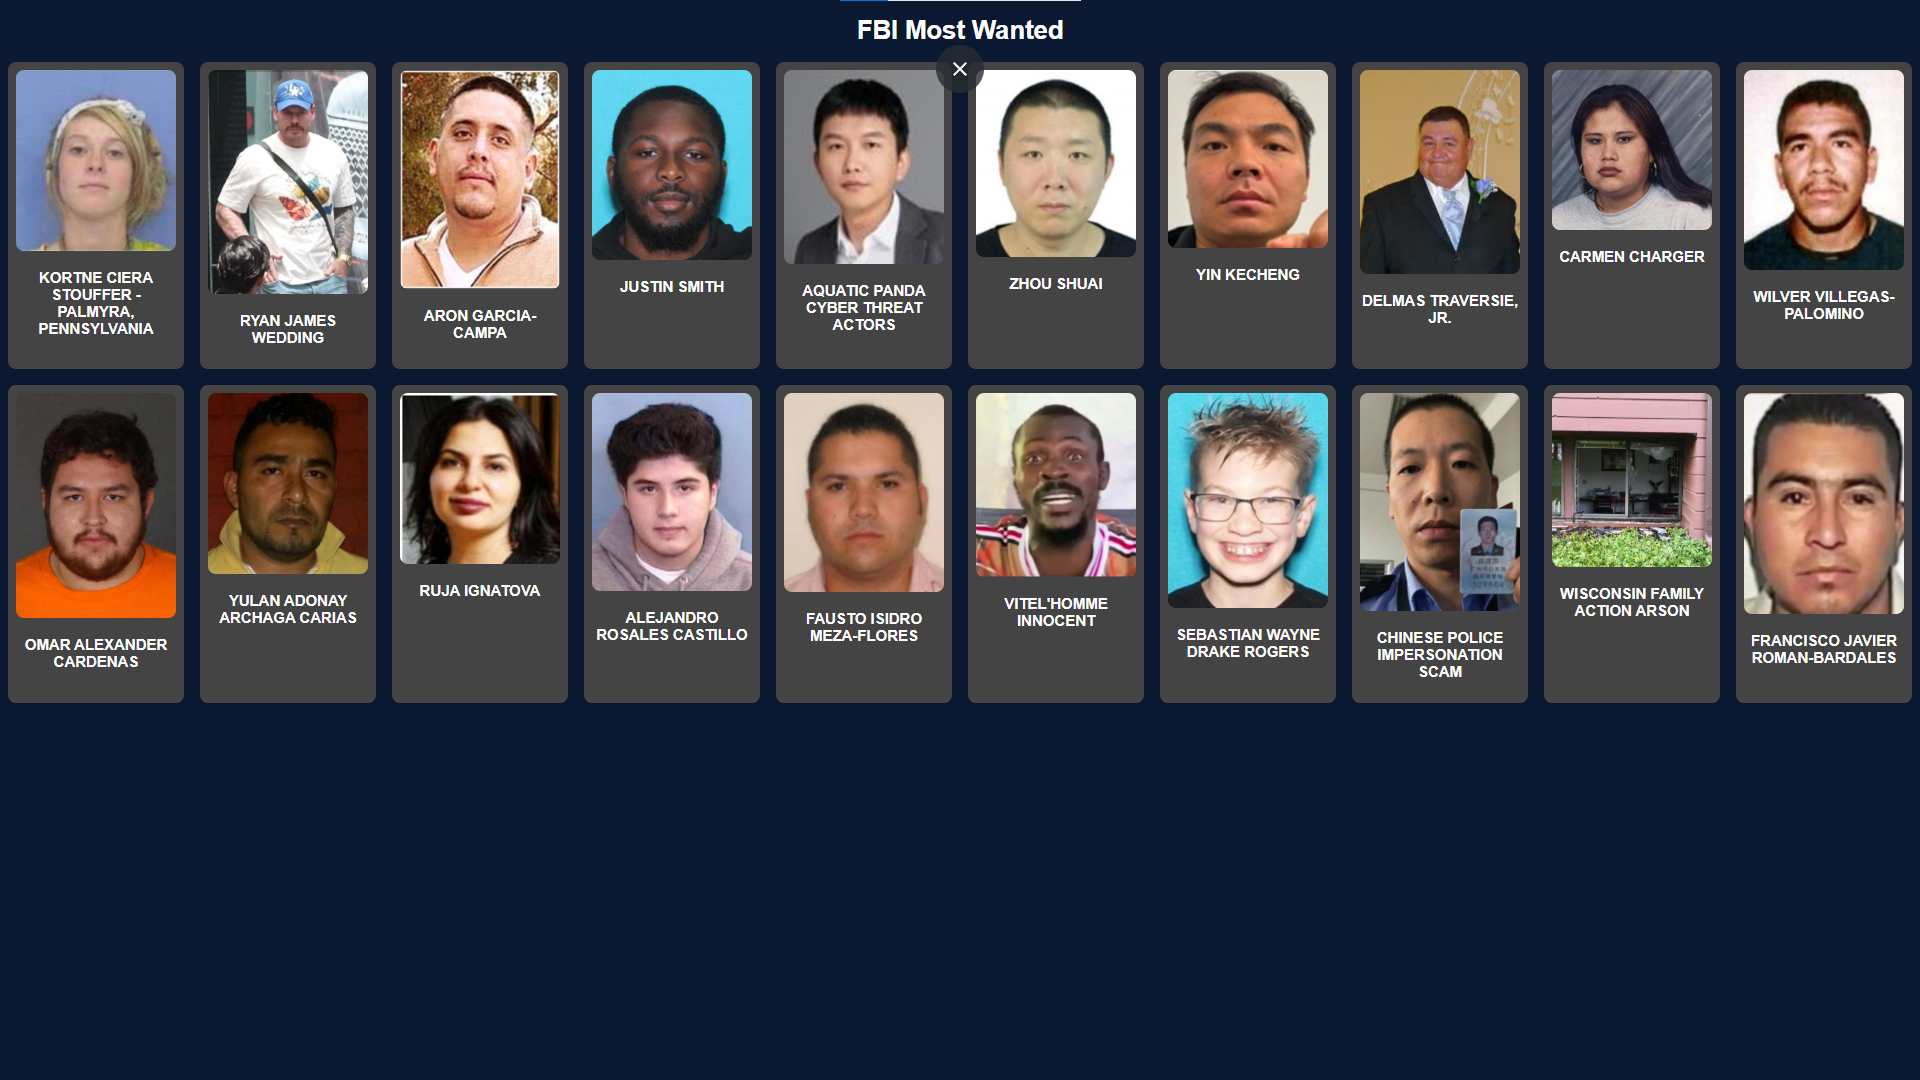 FBI Most Wanted
KORTNE CIERA
STOUFFER -
PALMYRA,
PENNSYLVANIA
RYAN JAMES
WEDDING
ARON GARCIA-
CAMPA
JUSTIN SMITH
AQUATIC PANDA
CYBER THREAT
ACTORS
ZHOU SHUAI
YIN KECHENG
DELMAS TRAVERSIE,
JR.
CARMEN CHARGER
WILVER VILLEGAS-
PALOMINO
OMAR ALEXANDER
CARDENAS
YULAN ADONAY
ARCHAGA CARIAS
RUJA IGNATOVA
ALEJANDRO
ROSALES CASTILLO
FAUSTO ISIDRO
MEZA-FLORES
VITEL'HOMME
INNOCENT
SEBASTIAN WAYNE
DRAKE ROGERS
CHINESE POLICE
IMPERSONATION
SCAM
WISCONSIN FAMILY
ACTION ARSON
FRANCISCO JAVIER
ROMAN-BARDALES